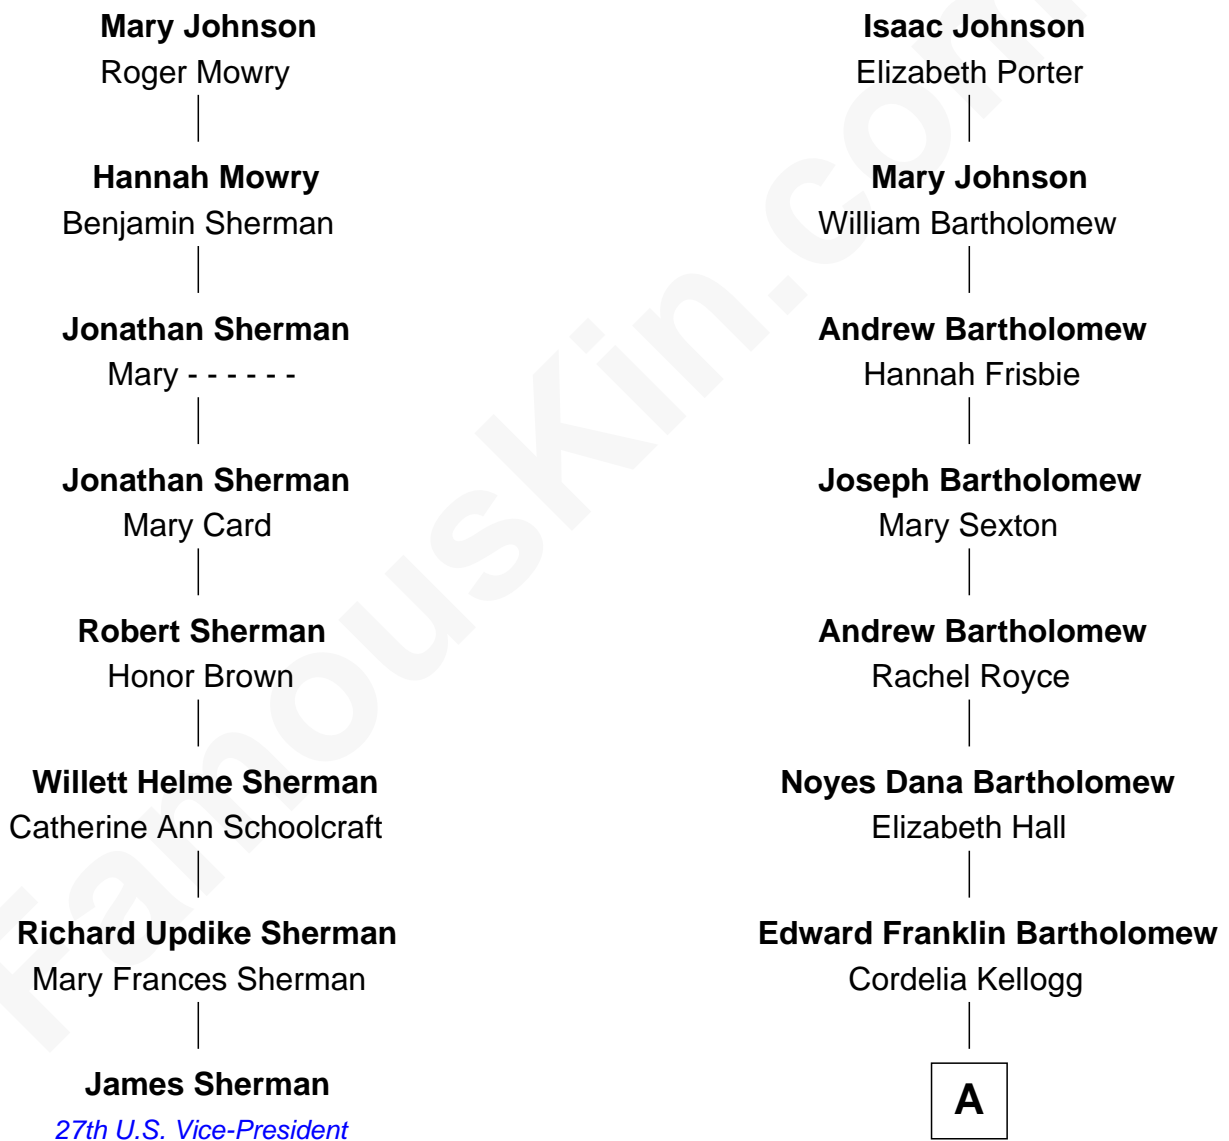 Mary Johnson
Roger Mowry
Hannah Mowry
Benjamin Sherman
Jonathan Sherman
Mary - - - - - -
Jonathan Sherman
Mary Card
Robert Sherman
Honor Brown
Willett Helme Sherman
Catherine Ann Schoolcraft
Richard Updike Sherman
Mary Frances Sherman
James Sherman
27th U.S. Vice-President
Isaac Johnson
Elizabeth Porter
Mary Johnson
William Bartholomew
Andrew Bartholomew
Hannah Frisbie
Joseph Bartholomew
Mary Sexton
Andrew Bartholomew
Rachel Royce
Noyes Dana Bartholomew
Elizabeth Hall
Edward Franklin Bartholomew
Cordelia Kellogg
A
FamousKin.com